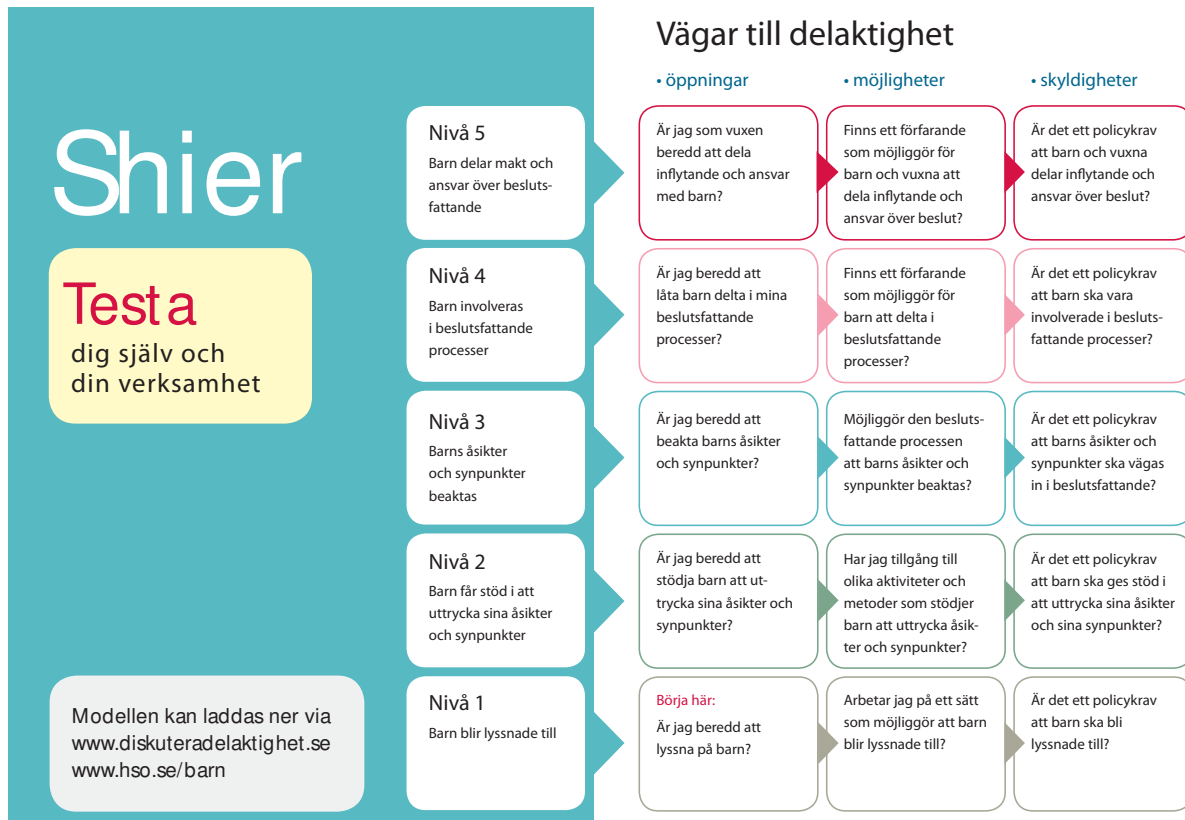 Shier
Testa
dig själv och
din verksamhet
Modellen kan laddas ner via
www.diskuteradelaktighet.se
www.hso.se/barn
Vägar till delaktighet
• öppningar
• möjligheter
• skyldigheter
Nivå 5
Barn delar makt och
ansvar över besluts-
fattande
Är jag som vuxen
beredd att dela
inflytande och ansvar
med barn?
Finns ett förfarande
som möjliggör för
barn och vuxna att
dela inflytande och
ansvar över beslut?
Är det ett policykrav
att barn och vuxna
delar inflytande och
ansvar över beslut?
Nivå 4
Barn involveras
i beslutsfattande
processer
Är jag beredd att
låta barn delta i mina
beslutsfattande
processer?
Finns ett förfarande
som möjliggör för
barn att delta i
beslutsfattande
processer?
Är det ett policykrav
att barn ska vara
involverade i besluts-
fattande processer?
Nivå 3
Barns åsikter
och synpunkter
beaktas
Är jag beredd att
beakta barns åsikter
och synpunkter?
Möjliggör den besluts-
fattande processen
att barns åsikter och
synpunkter beaktas?
Är det ett policykrav
att barns åsikter och
synpunkter ska vägas
in i beslutsfattande?
Nivå 2
Barn får stöd i att
uttrycka sina åsikter
och synpunkter
Är jag beredd att
stödja barn att ut-
trycka sina åsikter och
synpunkter?
Har jag tillgång till
olika aktiviteter och
metoder som stödjer
barn att uttrycka åsik-
ter och synpunkter?
Är det ett policykrav
att barn ska ges stöd i
att uttrycka sina åsikter
och sina synpunkter?
Nivå 1
Barn blir lyssnade till
Börja här:
Är jag beredd att
lyssna på barn?
Arbetar jag på ett sätt
som möjliggör att barn
blir lyssnade till?
Är det ett policykrav
att barn ska bli
lyssnade till?